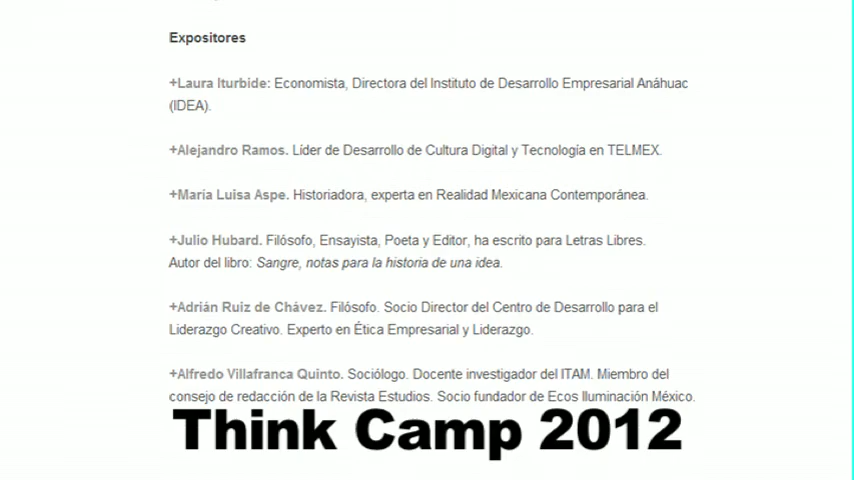 Expositores
+Laura Iturbide: Economista, Directora del Instituto de Desarrollo Empresarial Anáhuac
(IDEA).
+Alejandro Ramos. Líder de Desarrollo de Cultura Digital y Tecnología en TELMEX.
+María Luisa Aspe. Historiadora, experta en Realidad Mexicana Contemporánea.
+Julio Hubard. Filósofo, Ensayista, Poeta y Editor, ha escrito para Letras Libres.
Autor del libro: Sangre, notas para la historia de una idea.
+Adrián Ruiz de Chávez. Filósofo. Socio Director del Centro de Desarrollo para el
Liderazgo Creativo. Experto en Ética Empresarial y Liderazgo.
+Alfredo Villafranca Quinto. Sociólogo. Docente investigador del ITAM. Miembro del
consejo de redacción de la Revista Estudios. Socio fundador de Ecos Iluminación México.
Think Camp 2012